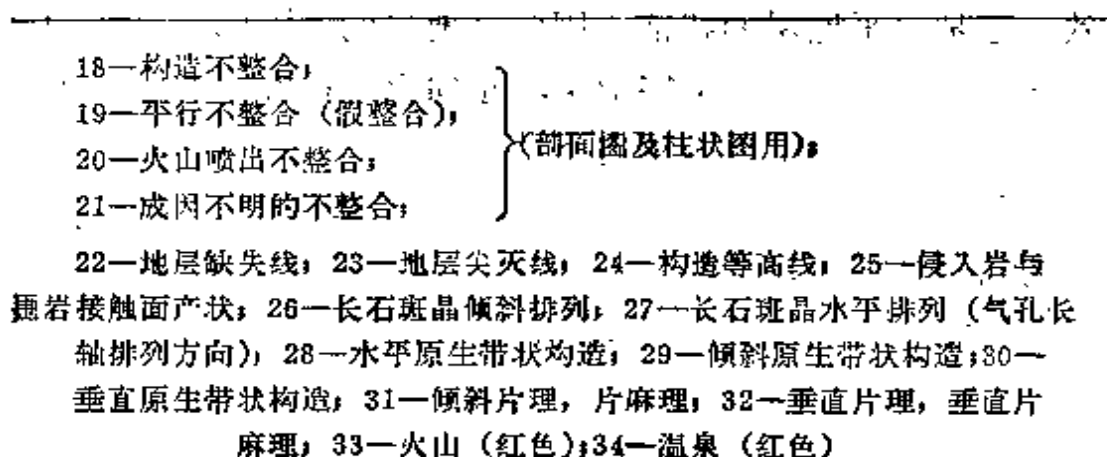 18—构造不整合;
19—平行不整合（假整合）;
20—火山喷出不整合;
21—成因不明的不整合;
（剖面图及柱状图用）;
22—地层缺失线; 23—地层尖灭线; 24—构造等高线; 25—侵入岩与
围岩接触面产状; 26—长石斑晶倾斜排列; 27—长石斑晶水平排列（气孔长
轴排列方向）; 28—水平原生带状构造; 29—倾斜原生带状构造;30—
垂直原生带状构造; 31—倾斜片理, 片麻理; 32—垂直片理, 垂直片
麻理; 33—火山（红色）;34—温泉（红色）